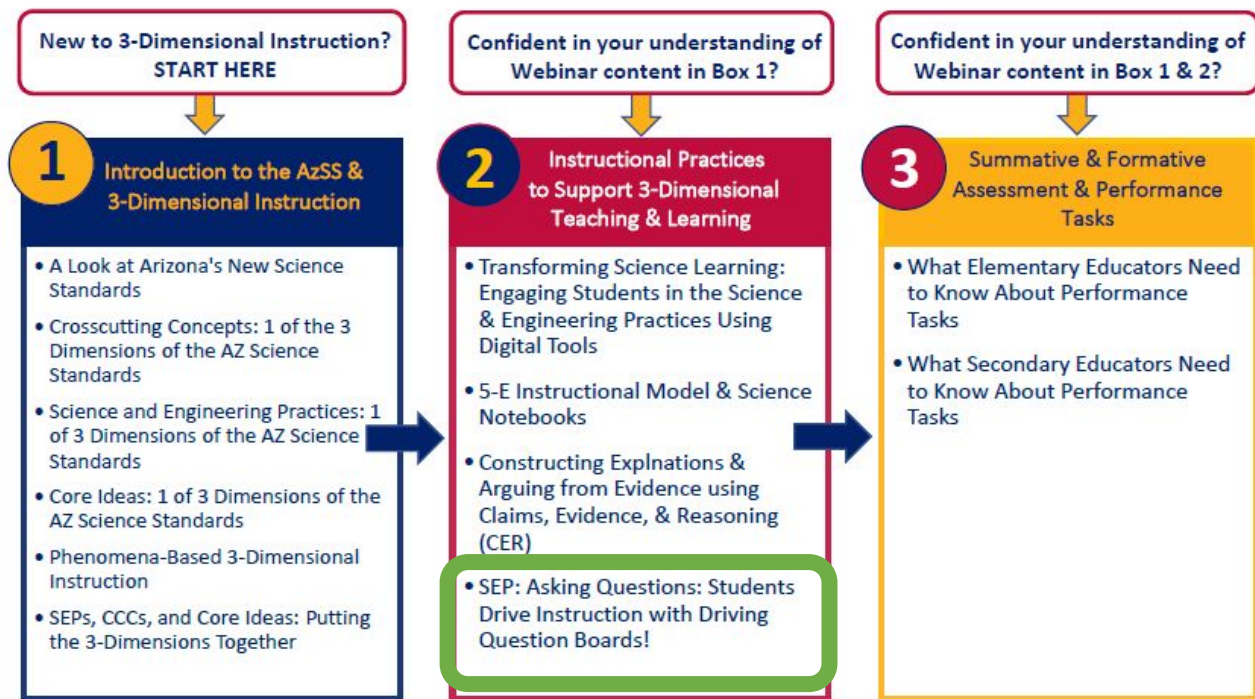 New to 3-Dimensional Instruction?
START HERE
1
Introduction to the AzSS &
3-Dimensional Instruction
• A Look at Arizona's New Science
Standards
• Crosscutting Concepts: 1 of the 3
Dimensions of the AZ Science
Standards
• Science and Engineering Practices: 1
of 3 Dimensions of the AZ Science
Standards
• Core Ideas: 1 of 3 Dimensions of the
AZ Science Standards
• Phenomena-Based 3-Dimensional
Instruction
• SEPs, CCCs, and Core Ideas: Putting
the 3-Dimensions Together
Confident in your understanding of
Webinar content in Box 1?
2
Instructional Practices
to Support 3-Dimensional
Teaching & Learning
• Transforming Science Learning:
Engaging Students in the Science
& Engineering Practices Using
Digital Tools
• 5-E Instructional Model & Science
Notebooks
• Constructing Explnations &
Arguing from Evidence using
Claims, Evidence, & Reasoning
(CER)
• SEP: Asking Questions: Students
Drive Instruction with Driving
Question Boards!
Confident in your understanding of
Webinar content in Box 1 & 2?
3
Summative & Formative
Assessment & Performance
Tasks
• What Elementary Educators Need
to Know About Performance
Tasks
• What Secondary Educators Need
to Know About Performance
Tasks